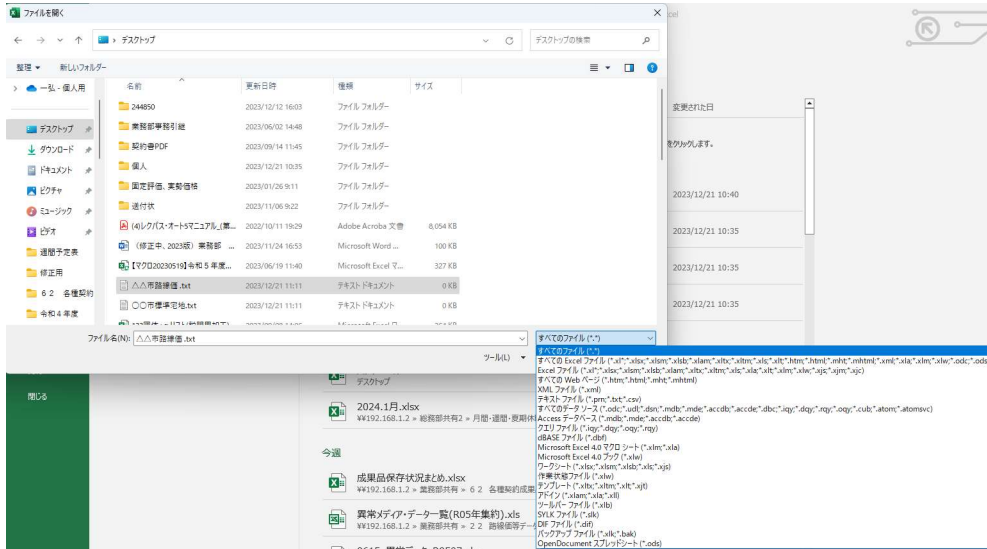 ファイルを開く
デスクトップ
デスクトップの検索
整理
新しいフォルダー
一弘 - 個人用
デスクトップ
ダウンロード
ドキュメント
ピクチャ
ミュージック
ビデオ
週間予定表
修正用
６２ 各種契約
令和４年度
名前 更新日時 種類 サイズ
244850 2023/12/12 16:03 ファイル フォルダー
業務部事務引継 2023/06/02 14:48 ファイル フォルダー
契約書PDF 2023/09/14 11:45 ファイル フォルダー
個人 2023/12/21 10:35 ファイル フォルダー
固定評価、実勢価格 2023/01/26 9:11 ファイル フォルダー
送付状 2023/11/06 9:22 ファイル フォルダー
(4)レクパス・オート5マニュアル_(第... 2022/10/11 19:29 Adobe Acroba 文書 8,054 KB
（修正中、2023版）業務部 ... 2023/11/24 16:53 Microsoft Word ... 100 KB
【マクロ20230519】令和５年度... 2023/06/19 11:40 Microsoft Excel マ... 327 KB
△△市路線価 .txt 2023/12/21 11:11 テキスト ドキュメント 0 KB
○○市標準宅地.txt 2023/12/21 11:11 テキスト ドキュメント 0 KB
ファイル名(N): △△市路線価 .txt
すべてのファイル (*.*)
ツール(L)
すべてのファイル (*.*)
すべての Excel ファイル (*.xl*;*.xlsx;*.xlsm;*.xlsb;*.xlam;*.xltx;*.xltm;*.xls;*.xlt;*.htm;*.html;*.mht;*.mhtml;*.xml;*.xla;*.xlm;*.xlw;*.odc;*.ods
Excel ファイル (*.xl*;*.xlsx;*.xlsm;*.xlsb;*.xlam;*.xltx;*.xltm;*.xls;*.xla;*.xlt;*.xlm;*.xlw;*.xjs;*.xjm;*.xjc)
すべての Web ページ (*.htm;*.html;*.mht;*.mhtml)
XML ファイル (*.xml)
テキスト ファイル (*.prn;*.txt;*.csv)
すべてのデータ ソース (*.odc;*.udl;*.dsn;*.mdb;*.mde;*.accdb;*.accde;*.dbc;*.iqy;*.dqy;*.rqy;*.oqy;*.cub;*.atom;*.atomsvc)
Access データベース (*.mdb;*.mde;*.accdb;*.accde)
クエリ ファイル (*.iqy;*.dqy;*.oqy;*.rqy)
dBASE ファイル (*.dbf)
Microsoft Excel 4.0 マクロ シート (*.xlm;*.xla)
Microsoft Excel 4.0 ブック (*.xlw)
ワークシート (*.xlsx;*.xlsm;*.xlsb;*.xls;*.xjs)
作業状態ファイル (*.xlw)
テンプレート (*.xltx;*.xltm;*.xlt;*.xjt)
アドイン (*.xlam;*.xla;*.xll)
ツールバー ファイル (*.xlb)
SYLK ファイル (*.slk)
DIF ファイル (*.dif)
バックアップ ファイル (*.xlk;*.bak)
OpenDocument スプレッドシート (*.ods)
変更された日
をクリックします。
2023/12/21 10:40
2023/12/21 10:35
2023/12/21 10:35
2023/12/21 10:35
閉じる
デスクトップ
2024.1月.xlsx
¥¥192.168.1.2 » 総務部共有2 » 月間・週間・夏期休
今週
成果品保存状況まとめ.xlsx
¥¥192.168.1.2 » 業務部共有 » ６２ 各種契約成果
異常メディア・データ一覧(R05年集約).xls
¥¥192.168.1.2 » 業務部共有 » ２２ 路線価等デー